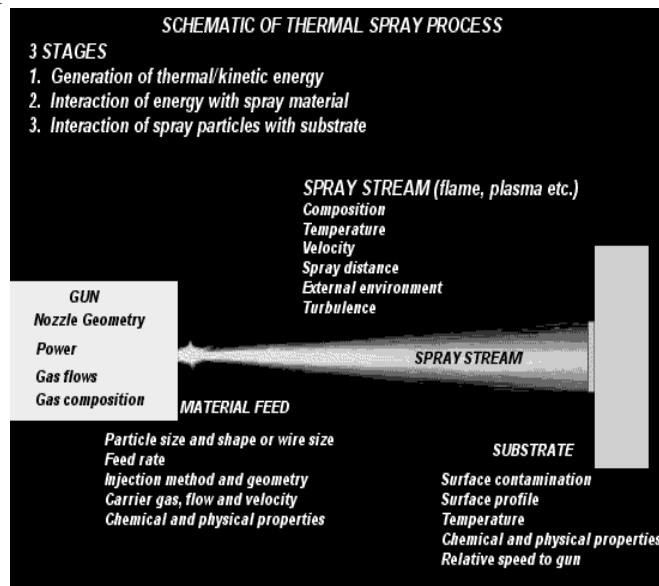 SCHEMATIC OF THERMAL SPRAY PROCESS
3 STAGES
1. Generation of thermal/kinetic energy
2. Interaction of energy with spray material
3. Interaction of spray particles with substrate
SPRAY STREAM (flame, plasma etc.)
Composition
Temperature
Velocity
Spray distance
External environment
Turbulence
GUN
Nozzle Geometry
Power
Gas flows
Gas composition
SPRAY STREAM
MATERIAL FEED
Particle size and shape or wire size
Feed rate
Injection method and geometry
Carrier gas, flow and velocity
Chemical and physical properties
SUBSTRATE
Surface contamination
Surface profile
Temperature
Chemical and physical properties
Relative speed to gun